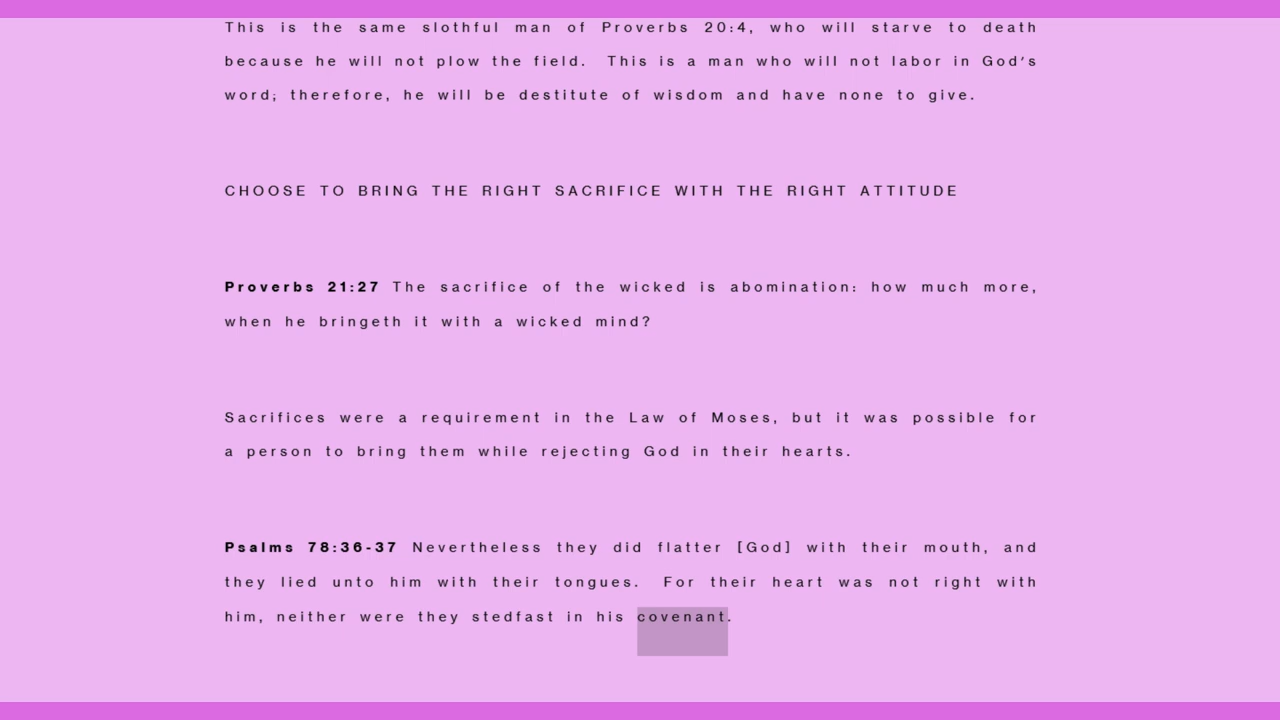 This is the same slothful man of Proverbs 20:4, who will starve to death
because he will not plow the field. This is a man who will not labor in God's
word; therefore, he will be destitute of wisdom and have none to give.
CHOOSE TO BRING THE RIGHT SACRIFICE WITH THE RIGHT ATTITUDE
Proverbs 21:27 The sacrifice of the wicked is abomination: how much more,
when he bringeth it with a wicked mind?
Sacrifices were a requirement in the Law of Moses, but it was possible for
a person to bring them while rejecting God in their hearts.
Psalms 78:36-37 Nevertheless they did flatter [God] with their mouth, and
they lied unto him with their tongues. For their heart was not right with
him, neither were they stedfast in his covenant.